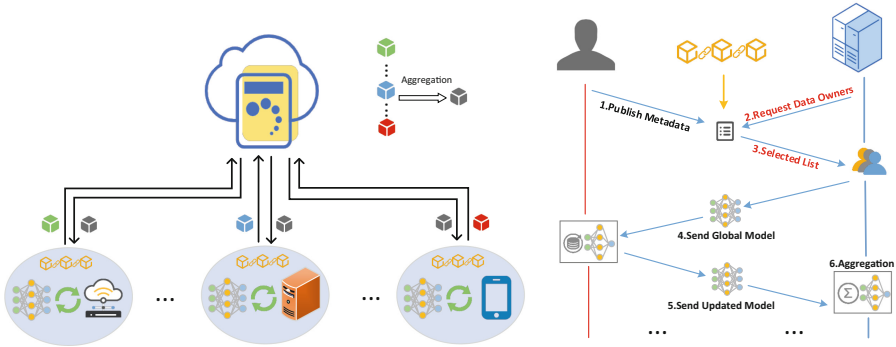 Aggregation
1.Publish Metadata
2.Request Data Owners
3.Selected List
4.Send Global Model
5.Send Updated Model
6.Aggregation
Σ
...
...
...
...